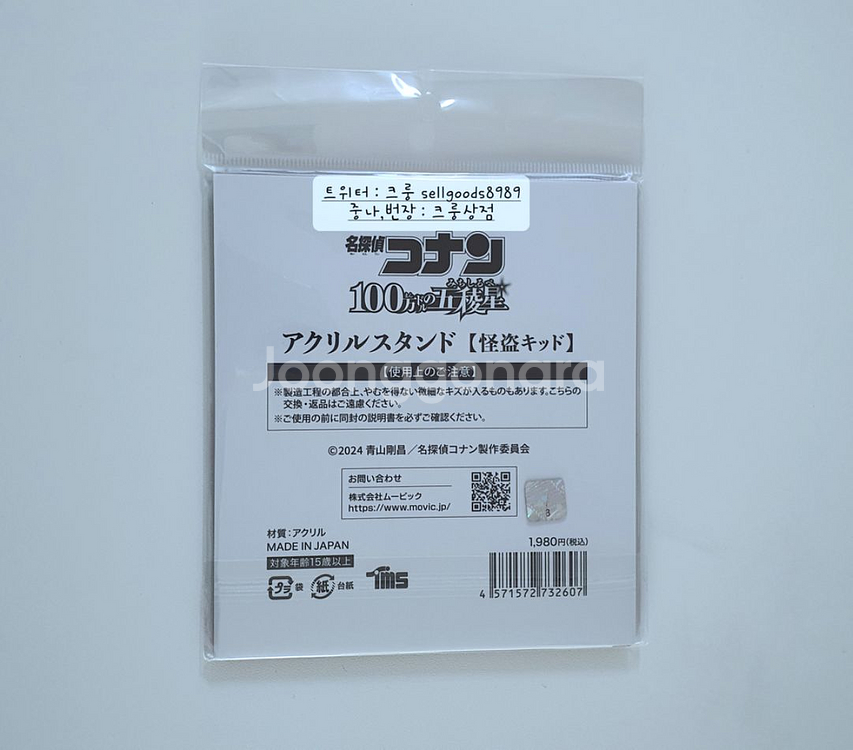 트위터 : 크룽 sellgoods8989
중나,번장 : 크룽상점
名探偵コナン
100万ドルの五稜星
みちしるべ
アクリルスタンド【怪盗キッド】
Joonggonara
【使用上のご注意】
※製造工程の都合上、やむを得ない微細なキズが入るものもあります。こちらの
交換・返品はご遠慮ください。
※ご使用の前に同封の説明書を必ずご確認ください。
©2024 青山剛昌／名探偵コナン製作委員会
お問い合わせ
株式会社ムービック
https://www.movic.jp/
材質：アクリル
MADE IN JAPAN
1,980円(税込)
対象年齢15歳以上
プラ 袋 紙 台紙 TMS
4 571572 732607